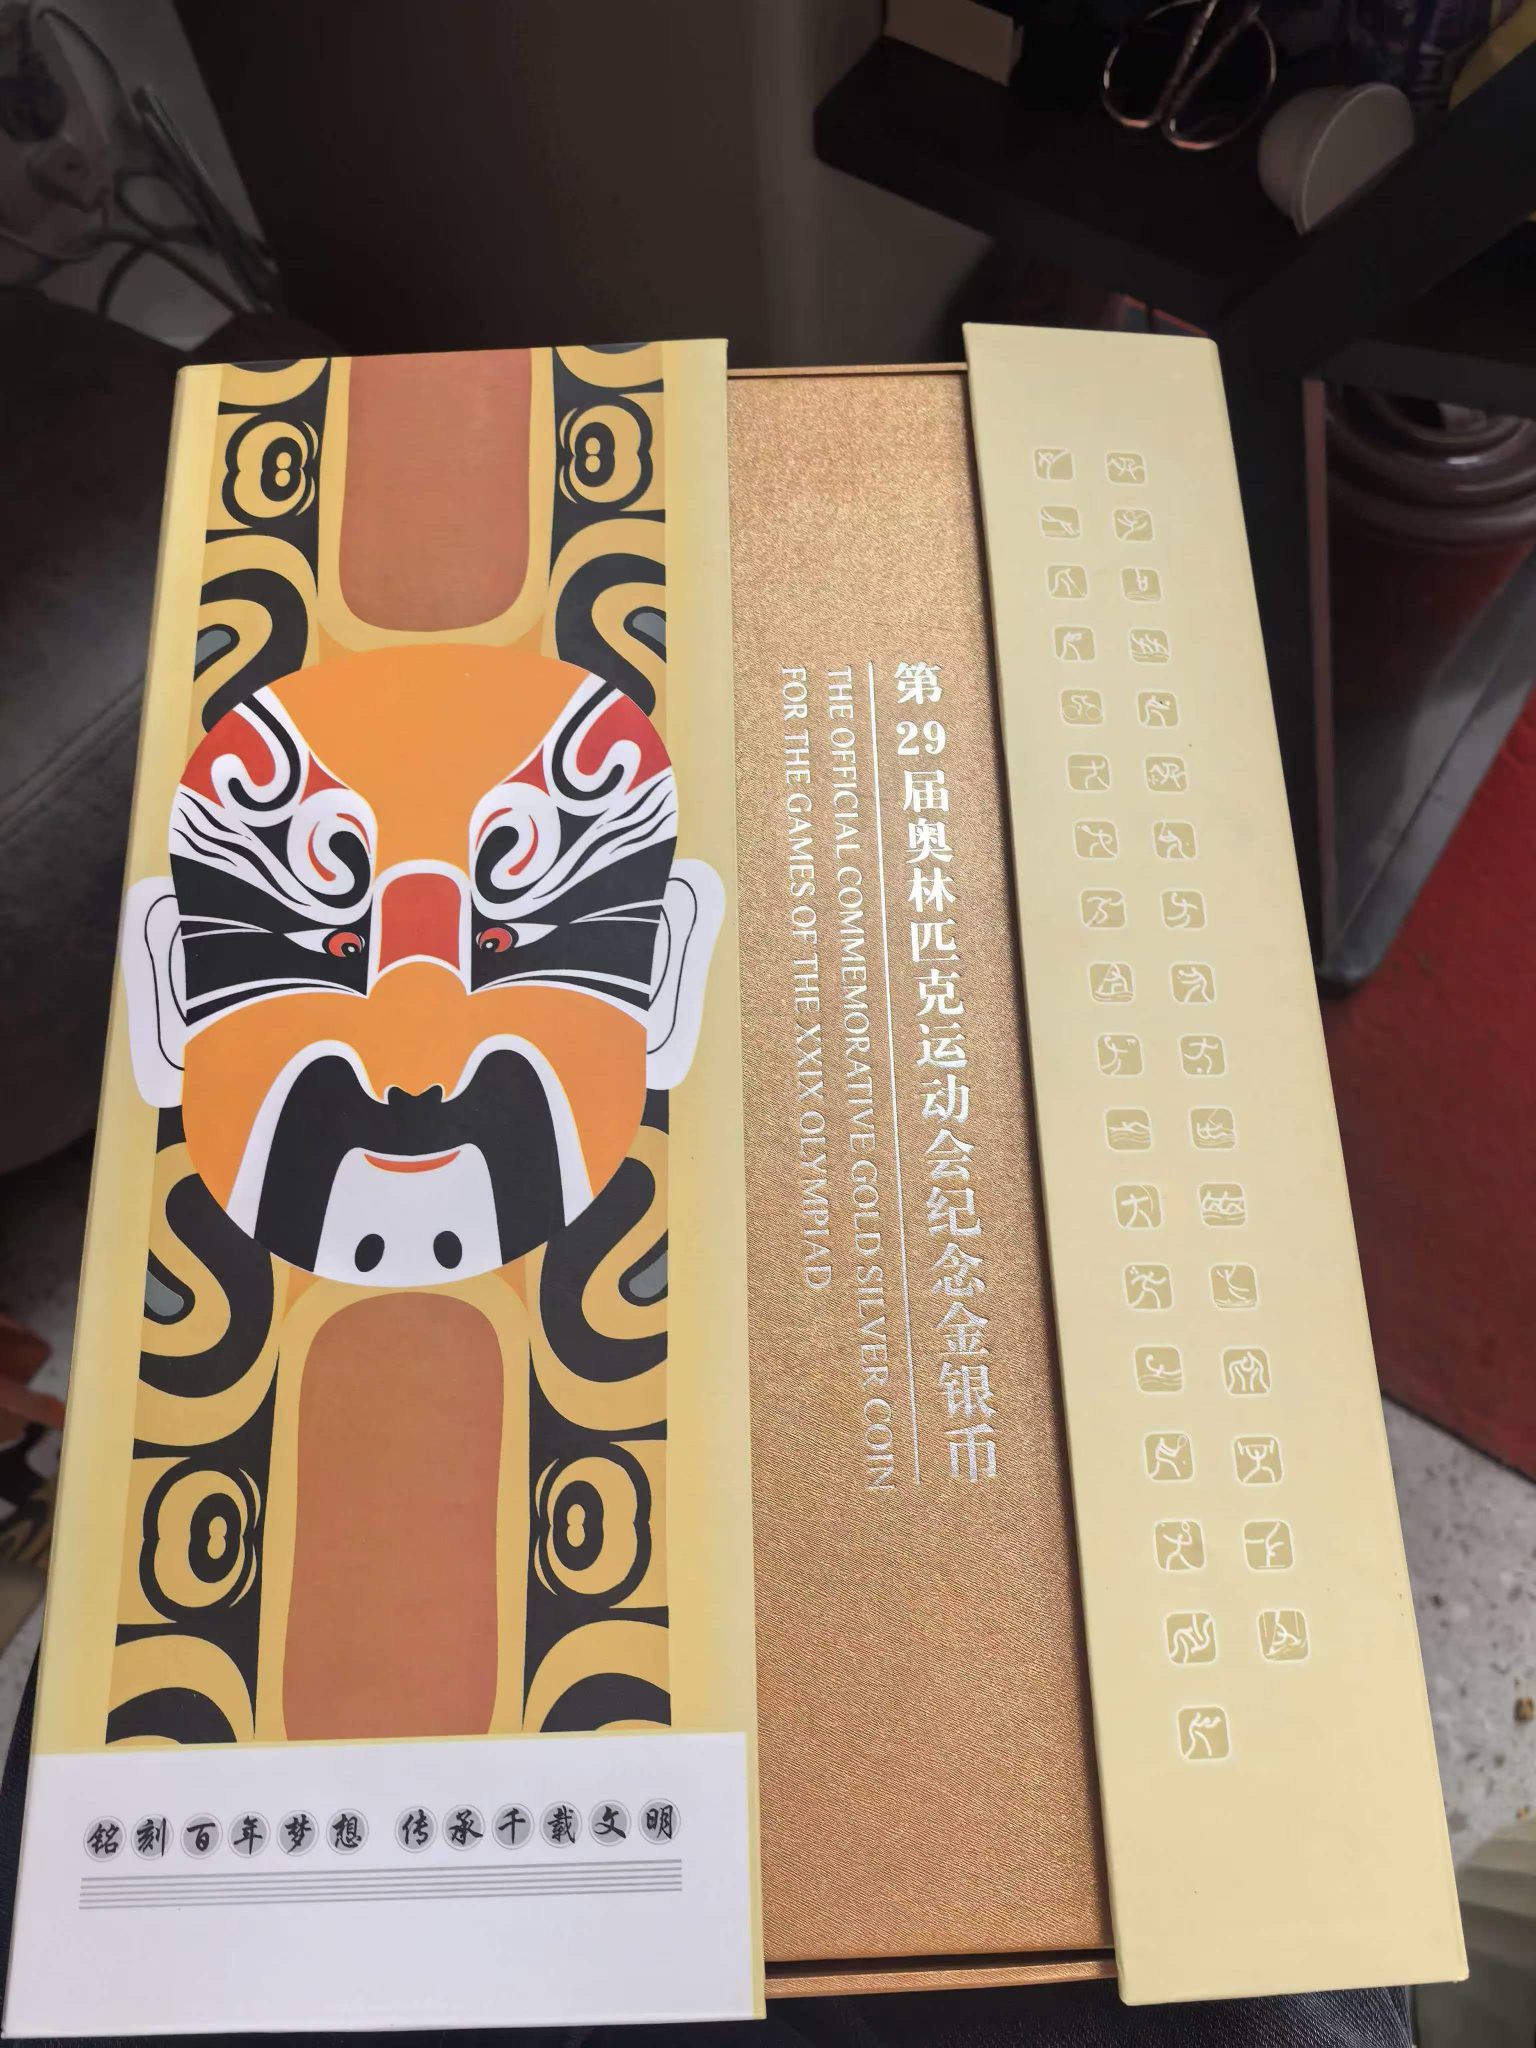 第29届奥林匹克运动会纪念金银币
THE OFFICIAL COMMEMORATIVE GOLD SILVER COIN
FOR THE GAMES OF THE XXIX OLYMPIAD
铭刻百年梦想 传承千载文明